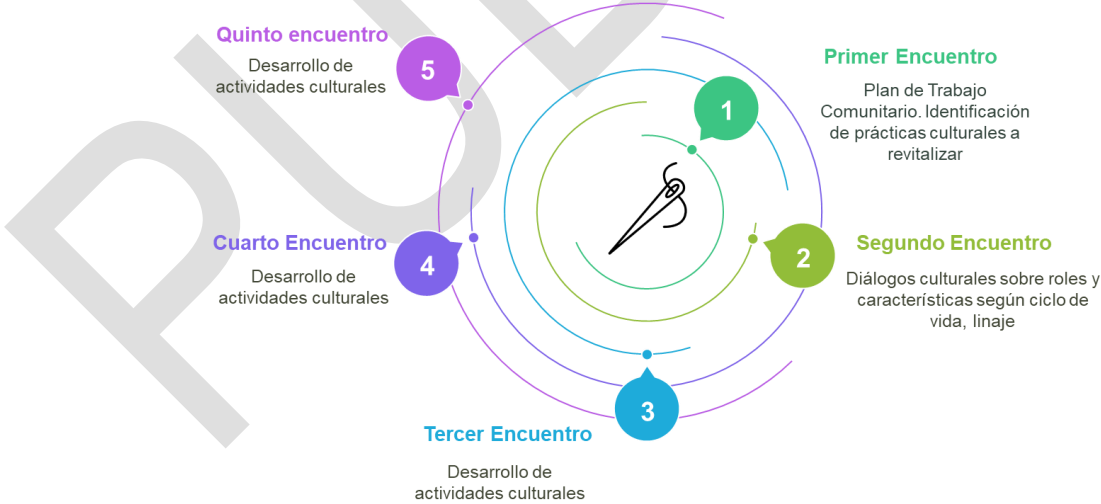 Primer Encuentro
1
Plan de Trabajo
Comunitario. Identificación
de prácticas culturales a
revitalizar
Segundo Encuentro
2
Diálogos culturales sobre roles y
características según ciclo de
vida, linaje
3
Tercer Encuentro
Desarrollo de
actividades culturales
Cuarto Encuentro
4
Desarrollo de
actividades culturales
Quinto encuentro
5
Desarrollo de
actividades culturales